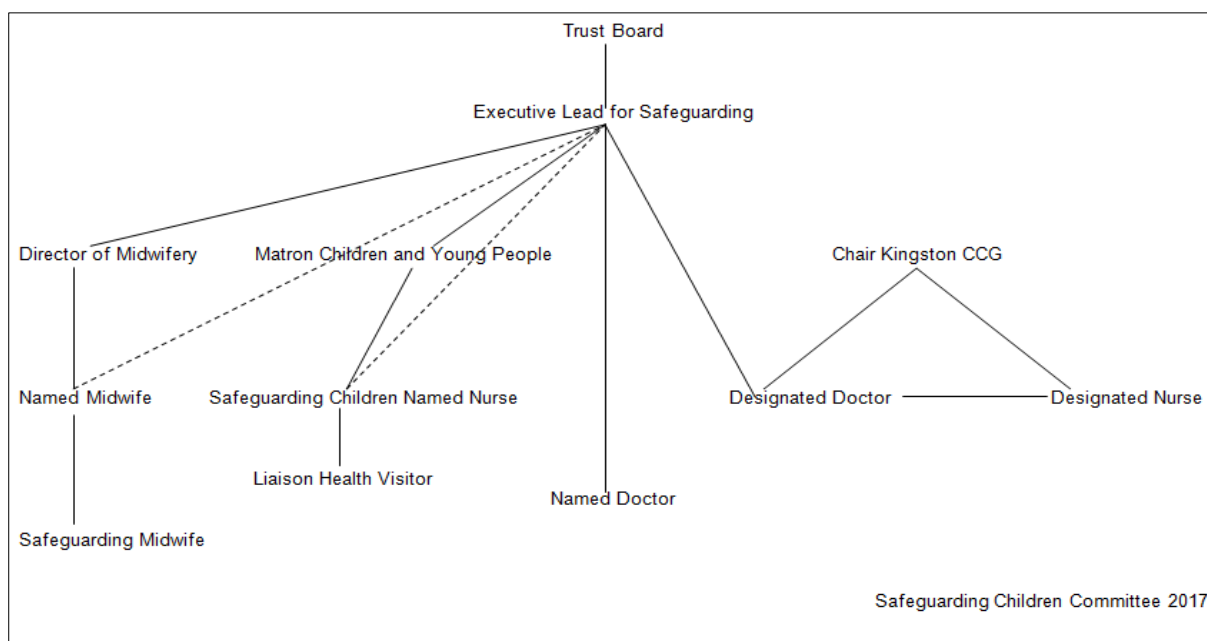 Trust Board
Executive Lead for Safeguarding
Director of Midwifery
Matron Children and Young People
Chair Kingston CCG
Named Midwife
Safeguarding Children Named Nurse
Designated Doctor
Designated Nurse
Liaison Health Visitor
Named Doctor
Safeguarding Midwife
Safeguarding Children Committee 2017